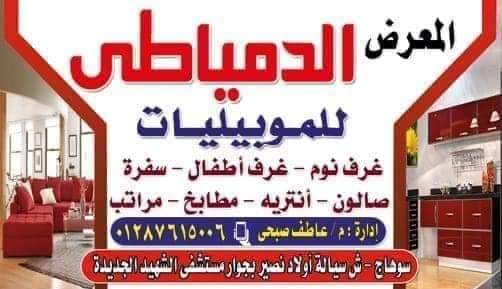 المعرض الدمياطى
للموبيليات
غرف نوم - غرف أطفال - سفرة
صالون - أنتريه - مطابخ - مراتب
إدارة : م / عاطف صبحى ٠١٢٨٧٦١٥٠٠٦
سوهاج - ش سيالة أولاد نصير بجوار مستشفى الشهيد الجديدة